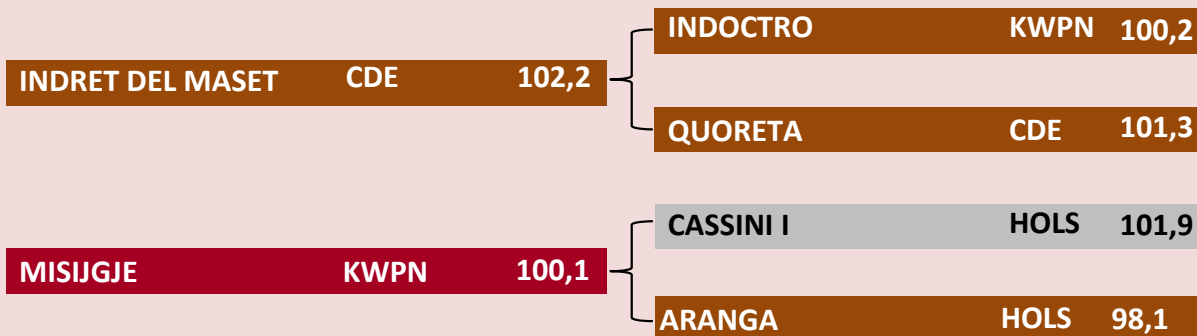 INDOCTRO KWPN 100,2
INDRET DEL MASET CDE 102,2
QUORETA CDE 101,3
CASSINI I HOLS 101,9
MISIJGJE KWPN 100,1
ARANGA HOLS 98,1